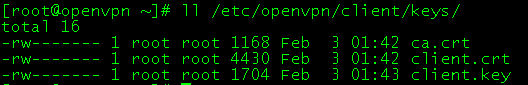 [root@openvpn ~]# ll /etc/openvpn/client/keys/
total 16
-rw------- 1 root root 1168 Feb  3 01:42 ca.crt
-rw------- 1 root root 4430 Feb  3 01:42 client.crt
-rw------- 1 root root 1704 Feb  3 01:43 client.key